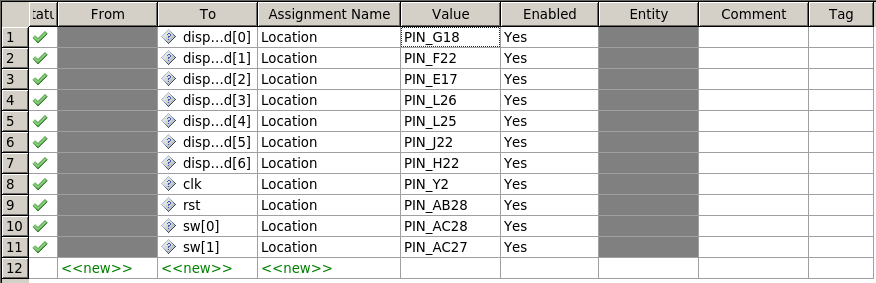 tatu From To Assignment Name Value Enabled Entity Comment Tag
1 disp...d[0] Location PIN_G18 Yes
2 disp...d[1] Location PIN_F22 Yes
3 disp...d[2] Location PIN_E17 Yes
4 disp...d[3] Location PIN_L26 Yes
5 disp...d[4] Location PIN_L25 Yes
6 disp...d[5] Location PIN_J22 Yes
7 disp...d[6] Location PIN_H22 Yes
8 clk Location PIN_Y2 Yes
9 rst Location PIN_AB28 Yes
10 sw[0] Location PIN_AC28 Yes
11 sw[1] Location PIN_AC27 Yes
12 <<new>> <<new>> <<new>>